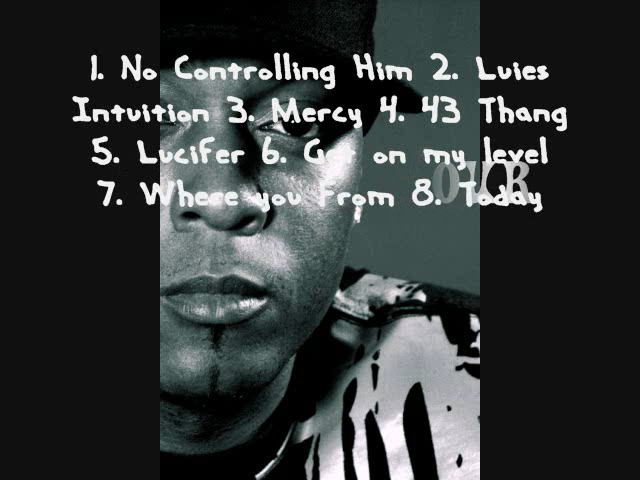 1. No Controlling Him 2. Luies
Intuition 3. Mercy 4. 43 Thang
5. Lucifer 6. Get on my level
7. Where you From 8. Today
OUR